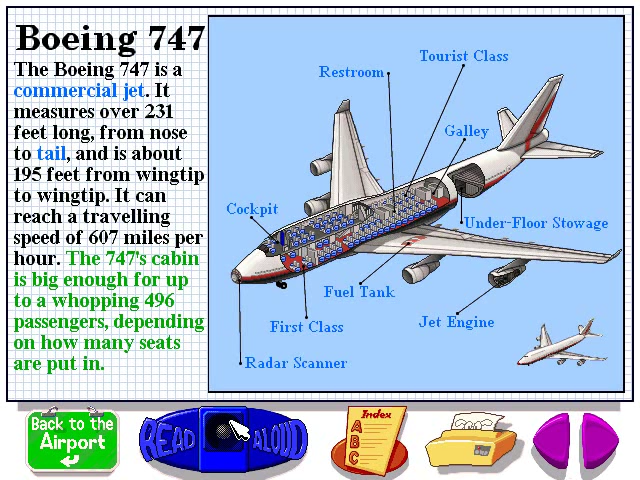 Boeing 747
The Boeing 747 is a
commercial jet. It
measures over 231
feet long, from nose
to tail, and is about
195 feet from wingtip
to wingtip. It can
reach a travelling
speed of 607 miles per
hour. The 747's cabin
is big enough for up
to a whopping 496
passengers, depending
on how many seats
are put in.
Tourist Class
Restroom
Galley
Cockpit
Under-Floor Stowage
Fuel Tank
First Class
Jet Engine
Radar Scanner
Back to the
Airport
READ ALOUD
Index
A
B
C